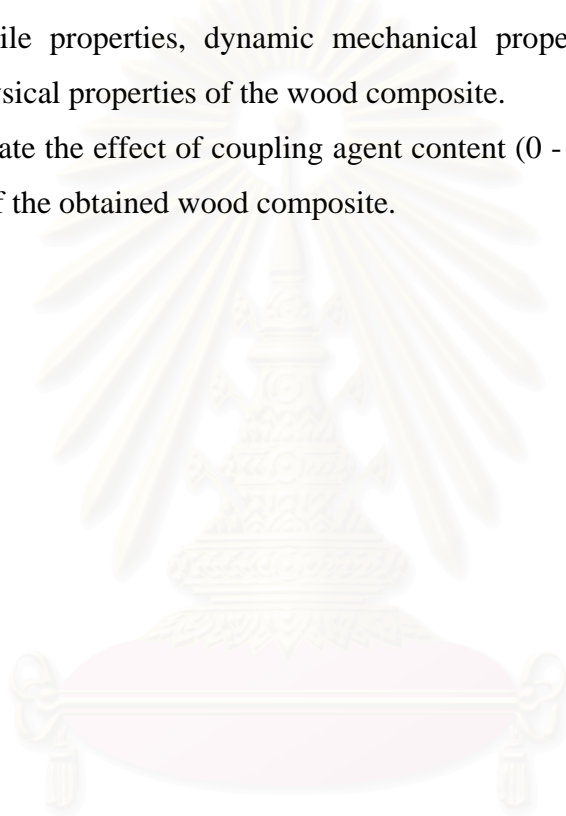 ile properties, dynamic mechanical prope
sical properties of the wood composite.
ate the effect of coupling agent content (0 -
f the obtained wood composite.